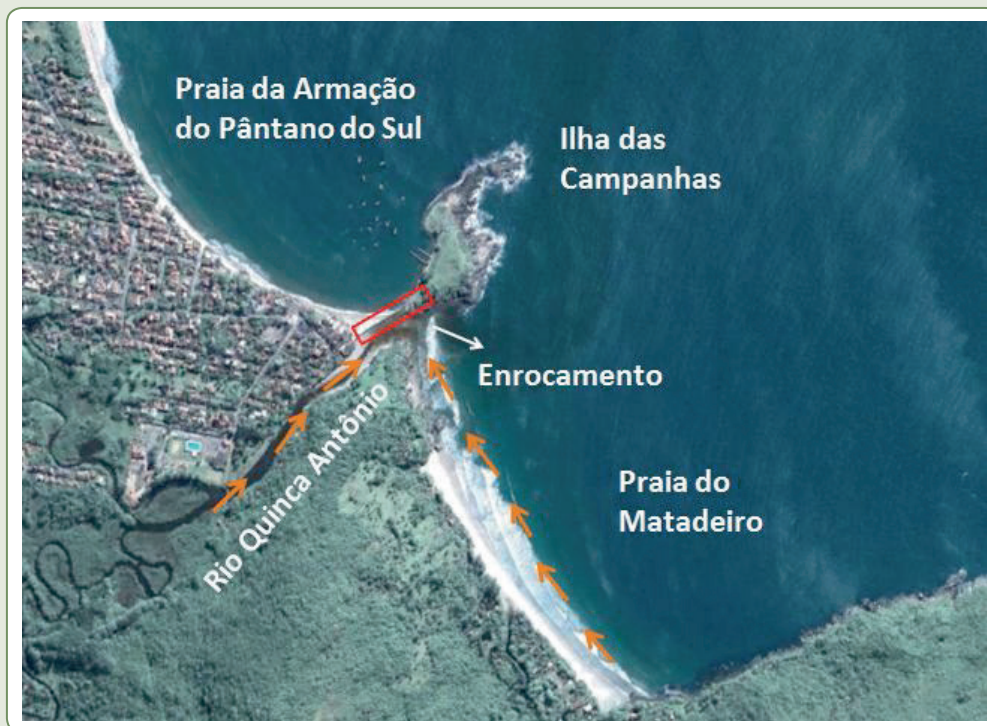 Praia da Armação
do Pântano do Sul
Ilha das
Campanhas
Enrocamento
Rio Quinca Antônio
Praia do
Matadeiro